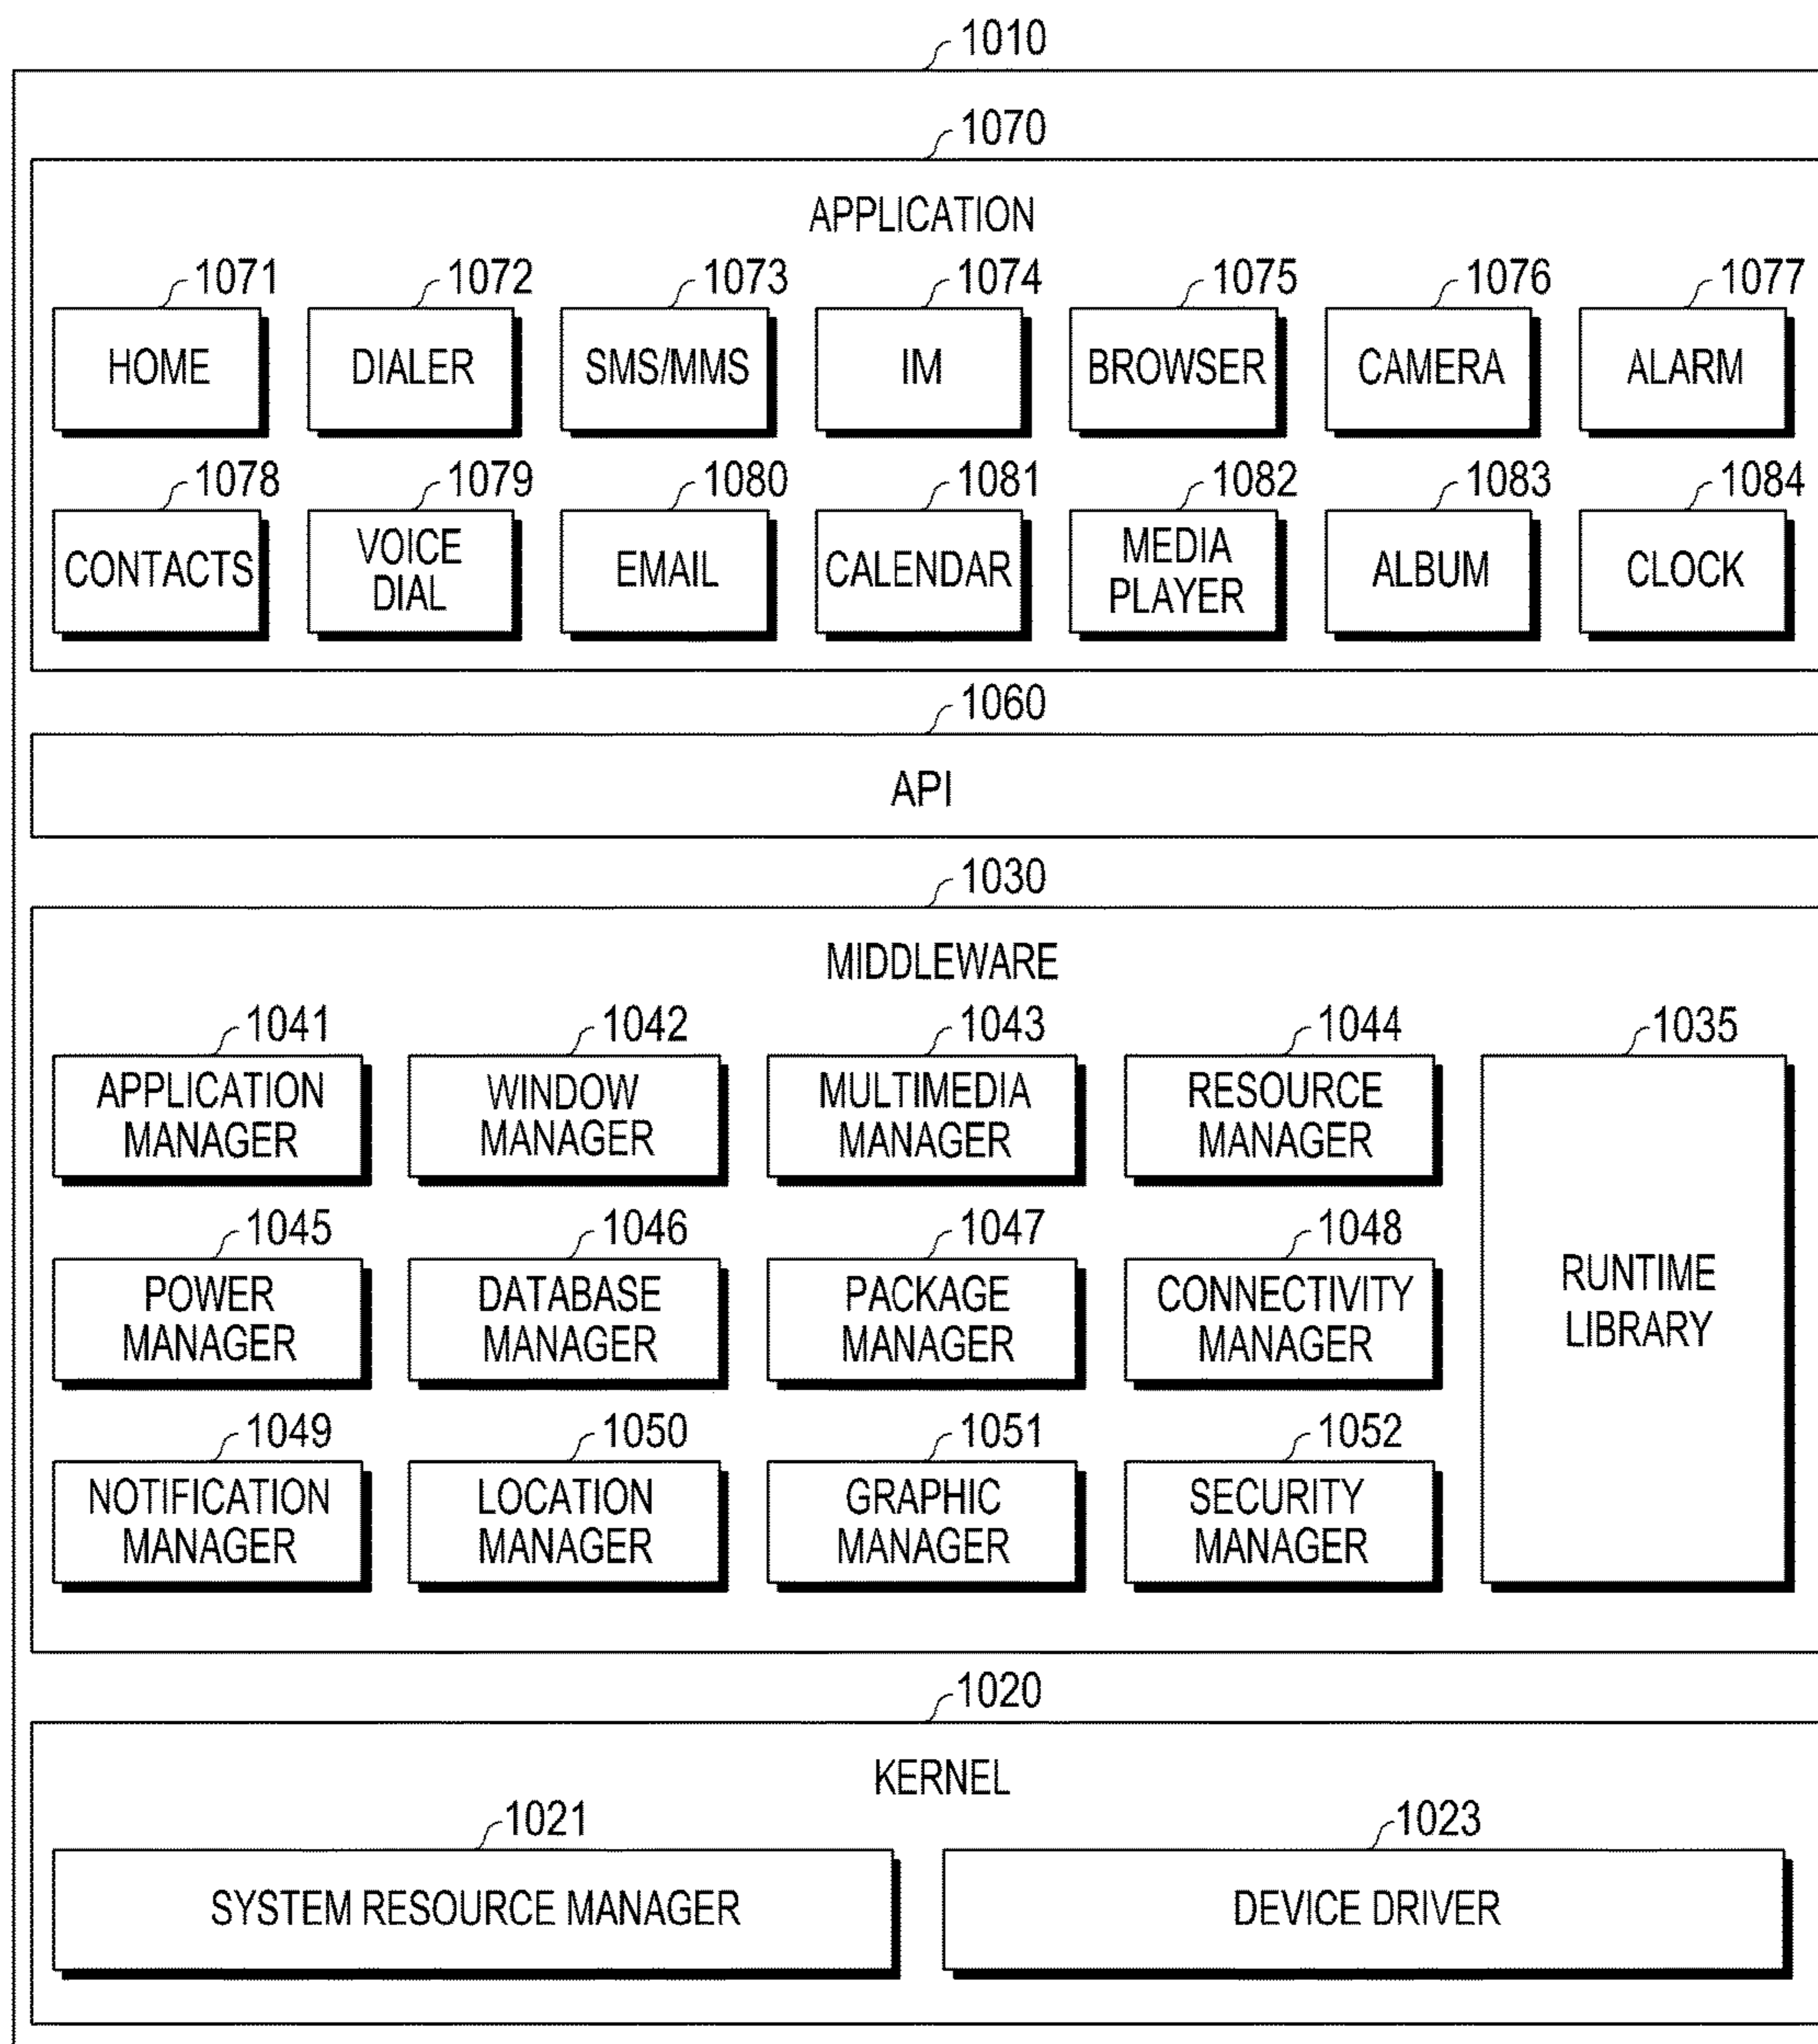 1010
1070
APPLICATION
1071 1072 1073 1074 1075 1076 1077
HOME DIALER SMS/MMS IM BROWSER CAMERA ALARM
1078 1079 1080 1081 1082 1083 1084
CONTACTS VOICE DIAL EMAIL CALENDAR MEDIA PLAYER ALBUM CLOCK
1060
API
1030
MIDDLEWARE
1041 1042 1043 1044 1035
APPLICATION MANAGER WINDOW MANAGER MULTIMEDIA MANAGER RESOURCE MANAGER
1045 1046 1047 1048
POWER MANAGER DATABASE MANAGER PACKAGE MANAGER CONNECTIVITY MANAGER RUNTIME LIBRARY
1049 1050 1051 1052
NOTIFICATION MANAGER LOCATION MANAGER GRAPHIC MANAGER SECURITY MANAGER
1020
KERNEL
1021 1023
SYSTEM RESOURCE MANAGER DEVICE DRIVER